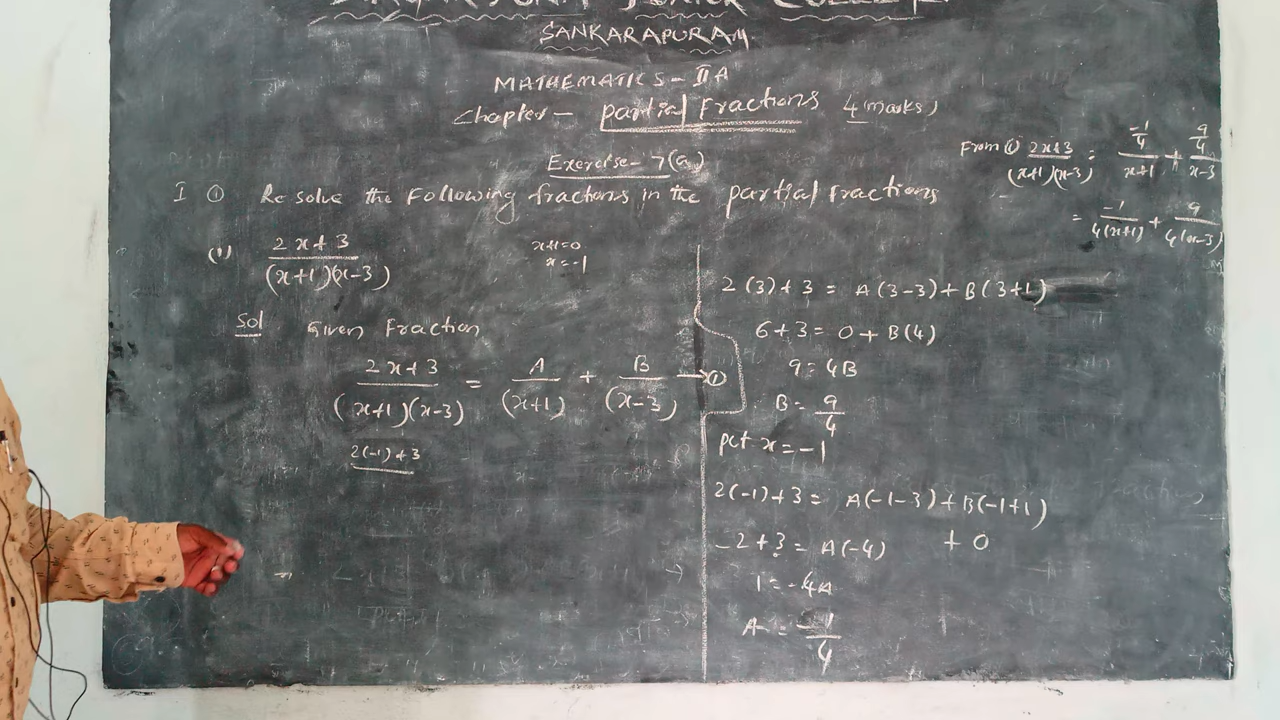 SANKARAPURAM
MATHEMATICS - II A
Chapter - partial Fractions 4(marks)
Exercise - 7(a)
I ① Resolve the Following fractions in the partial fractions
(1) 2x+3 / (x+1)(x-3)
x+1=0
x=-1
Sol Given Fraction
2x+3 / (x+1)(x-3) = A / (x+1) + B / (x-3) → ①
2(-1)+3
2(3)+3 = A(3-3)+B(3+1)
6+3 = 0+B(4)
9 = 4B
B = 9/4
put x = -1
2(-1)+3 = A(-1-3)+B(-1+1)
-2+3 = A(-4) + 0
1 = -4A
A = -1/4
From ① 2x+3 / (x+1)(x-3) = -1/4 / x+1 + 9/4 / x-3
= -1 / 4(x+1) + 9 / 4(x-3)